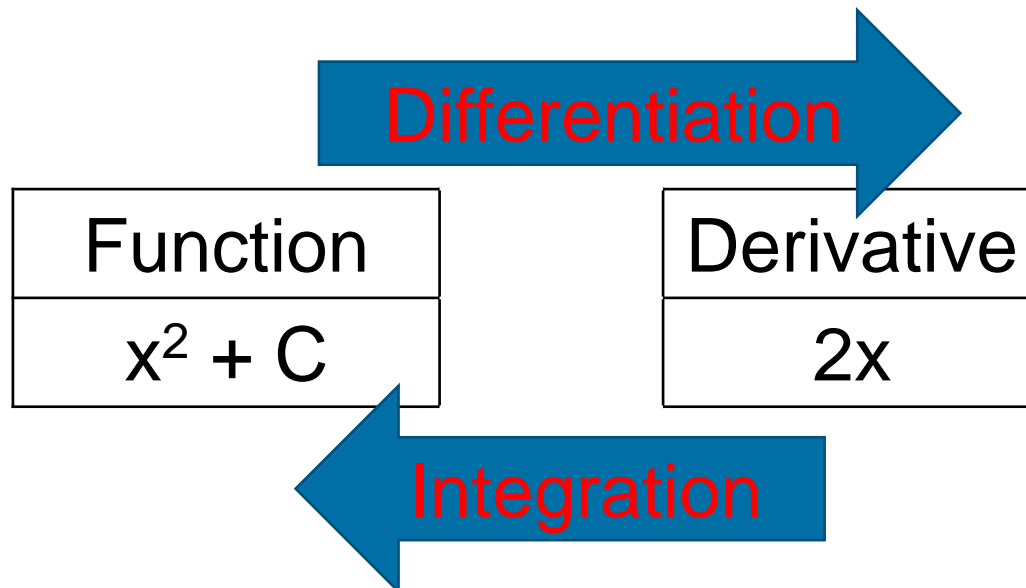 Differentiation
Function
Derivative
x² + C
2x
Integration